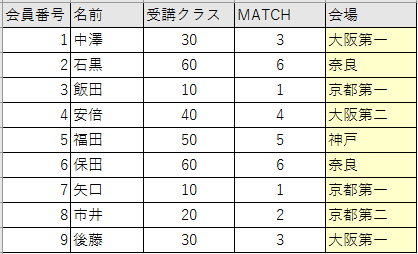 会員番号 名前 受講クラス MATCH 会場
1 中澤 30 3 大阪第一
2 石黒 60 6 奈良
3 飯田 10 1 京都第一
4 安倍 40 4 大阪第二
5 福田 50 5 神戸
6 保田 60 6 奈良
7 矢口 10 1 京都第一
8 市井 20 2 京都第二
9 後藤 30 3 大阪第一